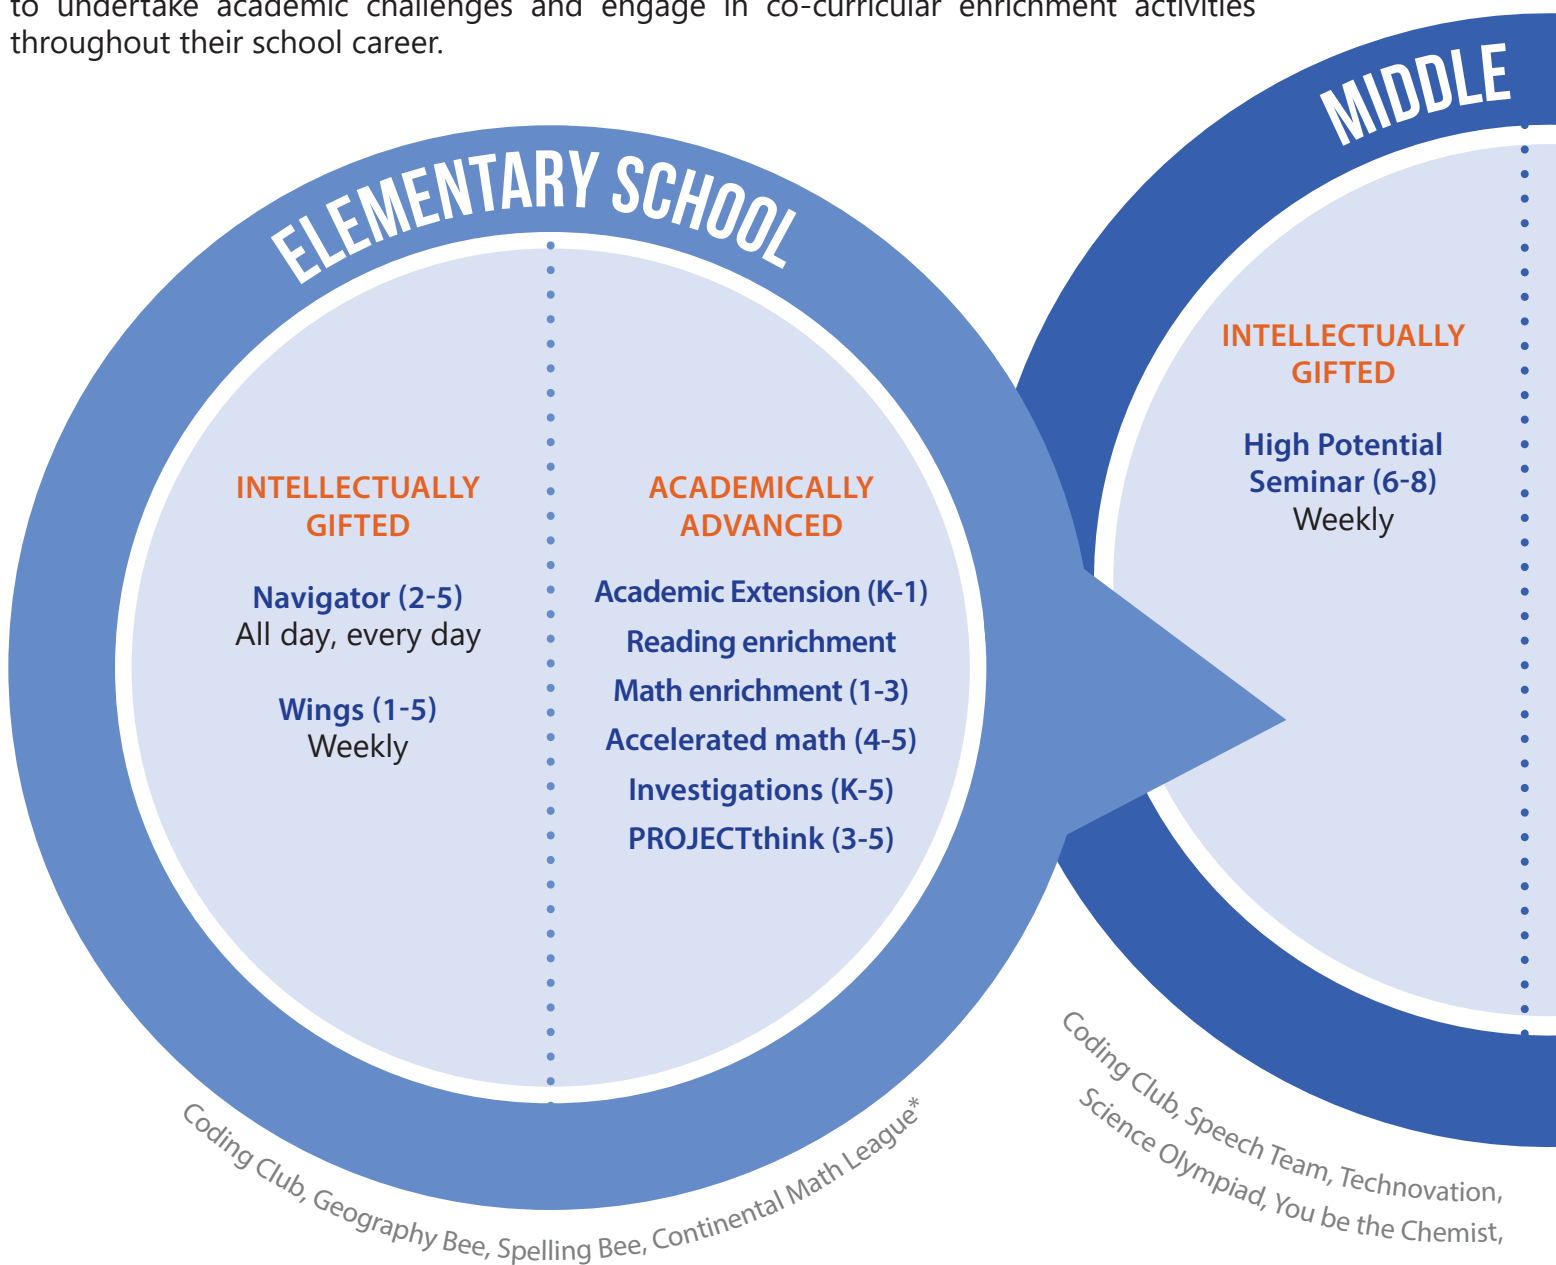 to undertake academic challenges and engage in co-curricular enrichment activities
throughout their school career.
ELEMENTARY SCHOOL
INTELLECTUALLY
GIFTED
Navigator (2-5)
All day, every day
Wings (1-5)
Weekly
ACADEMICALLY
ADVANCED
Academic Extension (K-1)
Reading enrichment
Math enrichment (1-3)
Accelerated math (4-5)
Investigations (K-5)
PROJECTthink (3-5)
Coding Club, Geography Bee, Spelling Bee, Continental Math League*
MIDDLE
INTELLECTUALLY
GIFTED
High Potential
Seminar (6-8)
Weekly
Coding Club, Speech Team, Technovation,
Science Olympiad, You be the Chemist,